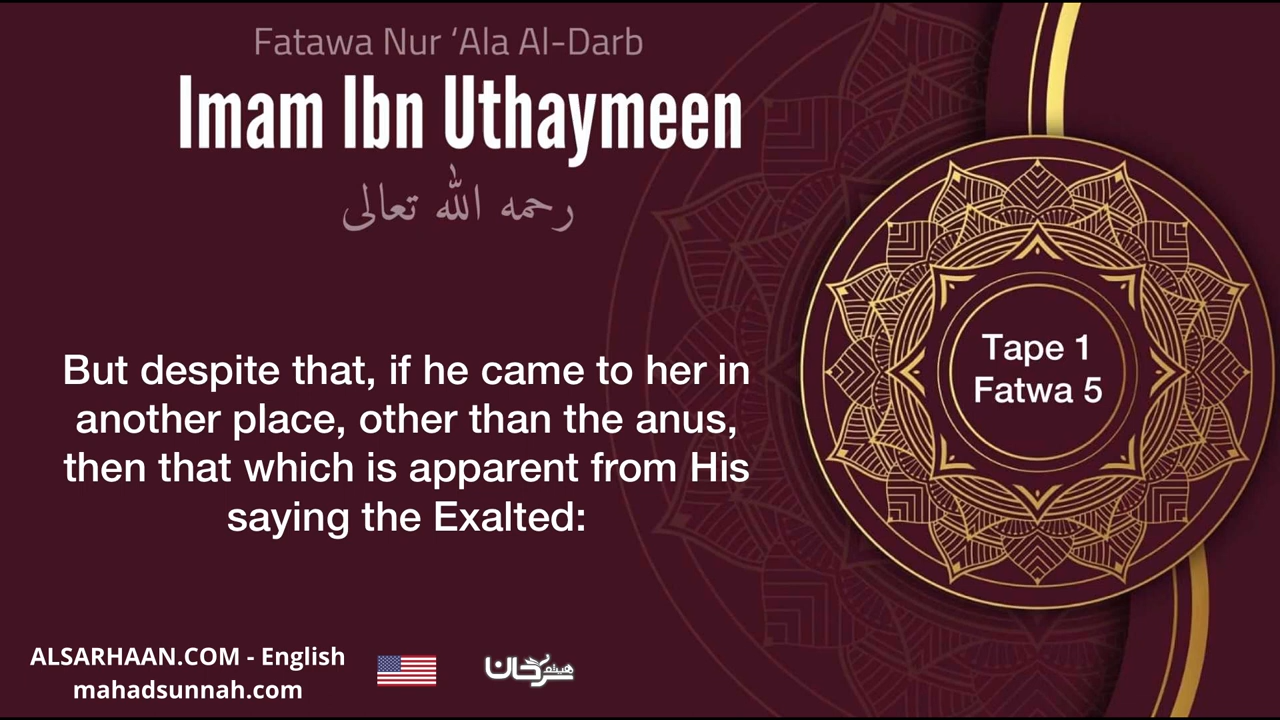 Fatawa Nur ‘Ala Al-Darb
Imam Ibn Uthaymeen
رحمه الله تعالى
But despite that, if he came to her in
another place, other than the anus,
then that which is apparent from His
saying the Exalted:
Tape 1
Fatwa 5
ALSARHAAN.COM - English
mahadsunnah.com
هيثم سرحان